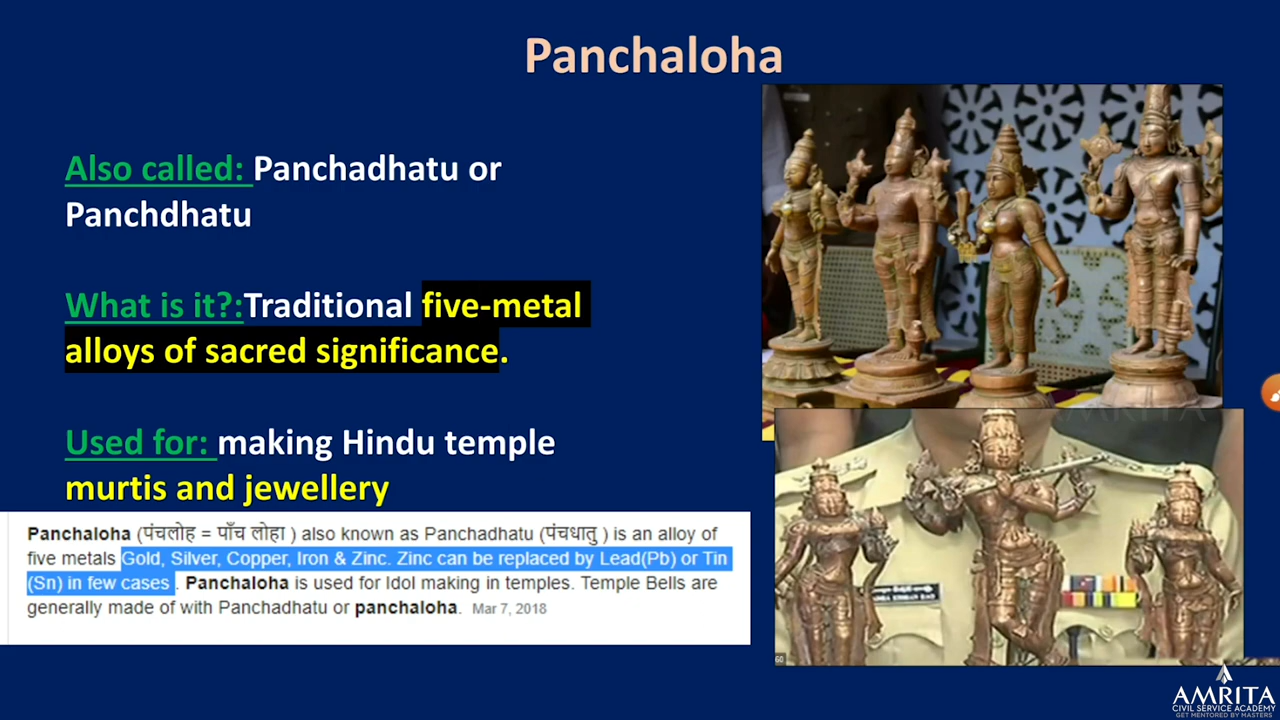 Panchaloha
Also called: Panchadhatu or
Panchdhatu
What is it?:Traditional five-metal
alloys of sacred significance.
Used for: making Hindu temple
murtis and jewellery
Panchaloha (पंचलोह = पाँच लोहा ) also known as Panchadhatu (पंचधातु ) is an alloy of
five metals Gold, Silver, Copper, Iron & Zinc. Zinc can be replaced by Lead(Pb) or Tin
(Sn) in few cases . Panchaloha is used for Idol making in temples. Temple Bells are
generally made of with Panchadhatu or panchaloha. Mar 7, 2018
AMRITA
AMRITA
CIVIL SERVICE ACADEMY
GET MENTORED BY MASTERS